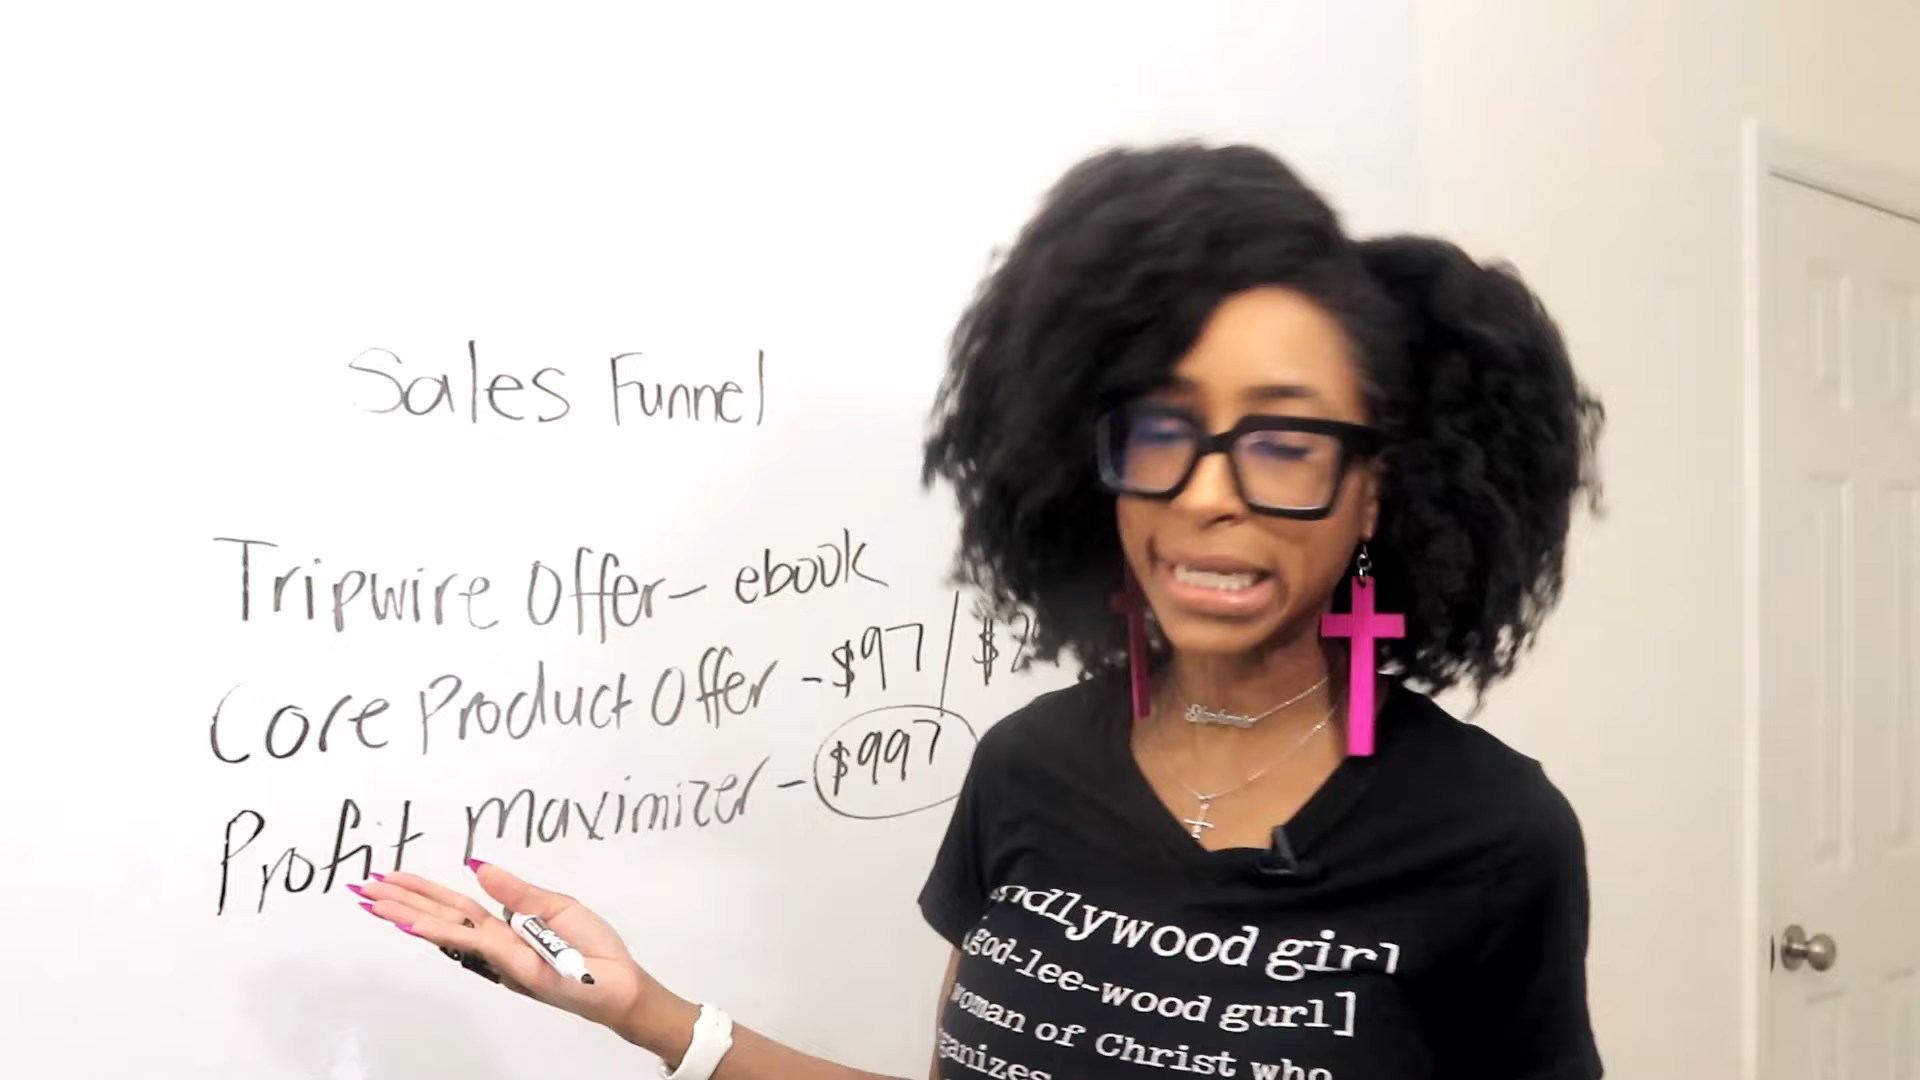 Sales Funnel
Tripwire Offer - ebook
Core Product Offer - $97 / $2
Profit Maximizer - $997
girl
god-lee-wood gurl]
woman of Christ who